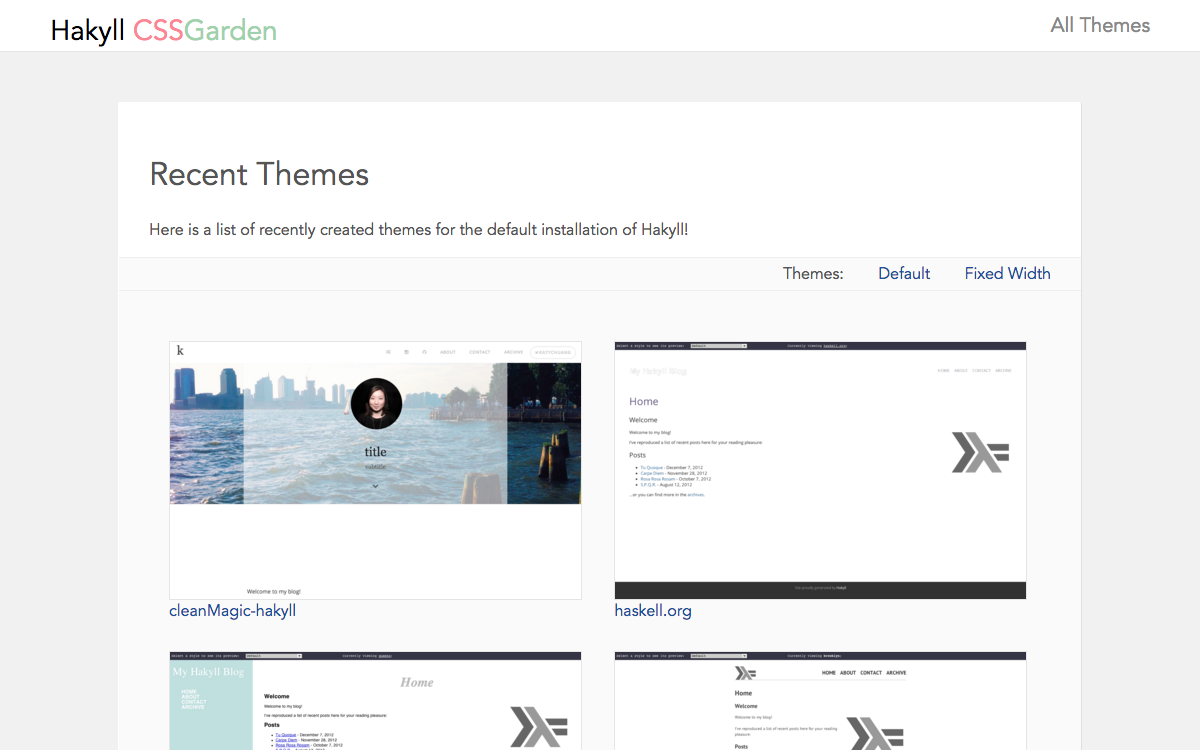 Hakyll CSSGarden
All Themes
Recent Themes
Here is a list of recently created themes for the default installation of Hakyll!
Themes: Default Fixed Width
k
ABOUT CONTACT ARCHIVE
title
subtitle
Welcome to my blog!
cleanMagic-hakyll
Select a style to see its preview: Default Currently viewing haskell.org:
My Hakyll Blog
HOME ABOUT CONTACT ARCHIVE
Home
Welcome
Welcome to my blog!
I've reproduced a list of recent posts here for your reading pleasure:
Posts
Tu Quoque - December 7, 2012
Carpe Diem - November 28, 2012
Rosa Rosa Rosam - October 7, 2012
S.P.Q.R. - August 12, 2012
...or you can find more in the archives.
Site proudly generated by Hakyll
haskell.org
Select a style to see its preview: Default Currently viewing
My Hakyll Blog
HOME
ABOUT
CONTACT
ARCHIVE
Home
Welcome
Welcome to my blog!
I've reproduced a list of recent posts here for your reading pleasure:
Posts
Tu Quoque - December 7, 2012
Carpe Diem - November 28, 2012
Rosa Rosa Rosam - October 7, 2012
Select a style to see its preview: Default Currently viewing brooklyn:
HOME ABOUT CONTACT ARCHIVE
Home
Welcome
Welcome to my blog!
I've reproduced a list of recent posts here for your reading
pleasure:
Posts